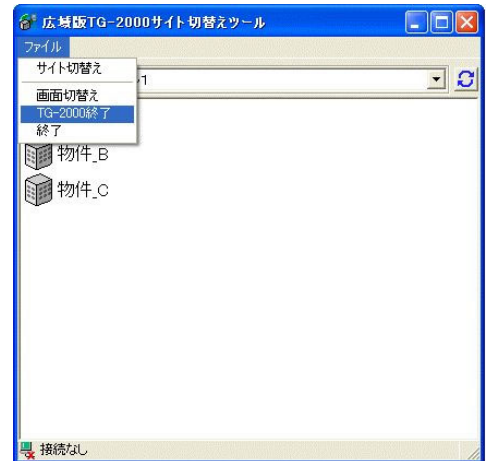 広域版TG-2000サイト切替えツール
ファイル
サイト切替え
1
画面切替え
TG-2000終了
終了
物件_B
物件_C
接続なし